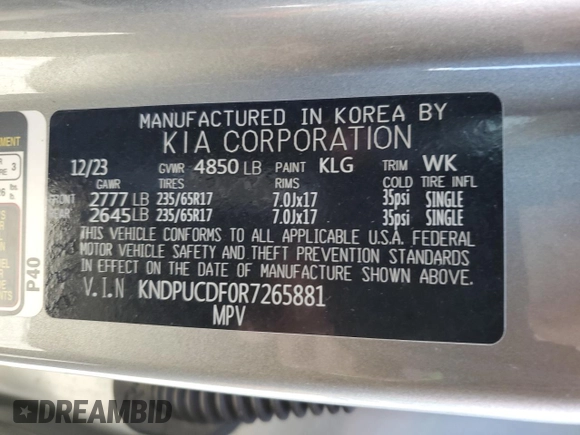 MANUFACTURED IN KOREA BY
KIA CORPORATION
12/23 GVWR 4850 LB PAINT KLG TRIM WK
GAWR TIRES RIMS COLD TIRE INFL
FRONT 2777 LB 235/65R17 7.0Jx17 35psi SINGLE
REAR 2645 LB 235/65R17 7.0Jx17 35psi SINGLE
THIS VEHICLE CONFORMS TO ALL APPLICABLE U.S.A. FEDERAL
MOTOR VEHICLE SAFETY AND THEFT PREVENTION STANDARDS
IN EFFECT ON THE DATE OF MANUFACTURE SHOWN ABOVE.
V.I.N KNDPUCDF0R7265881
MPV
P40
DREAMBID